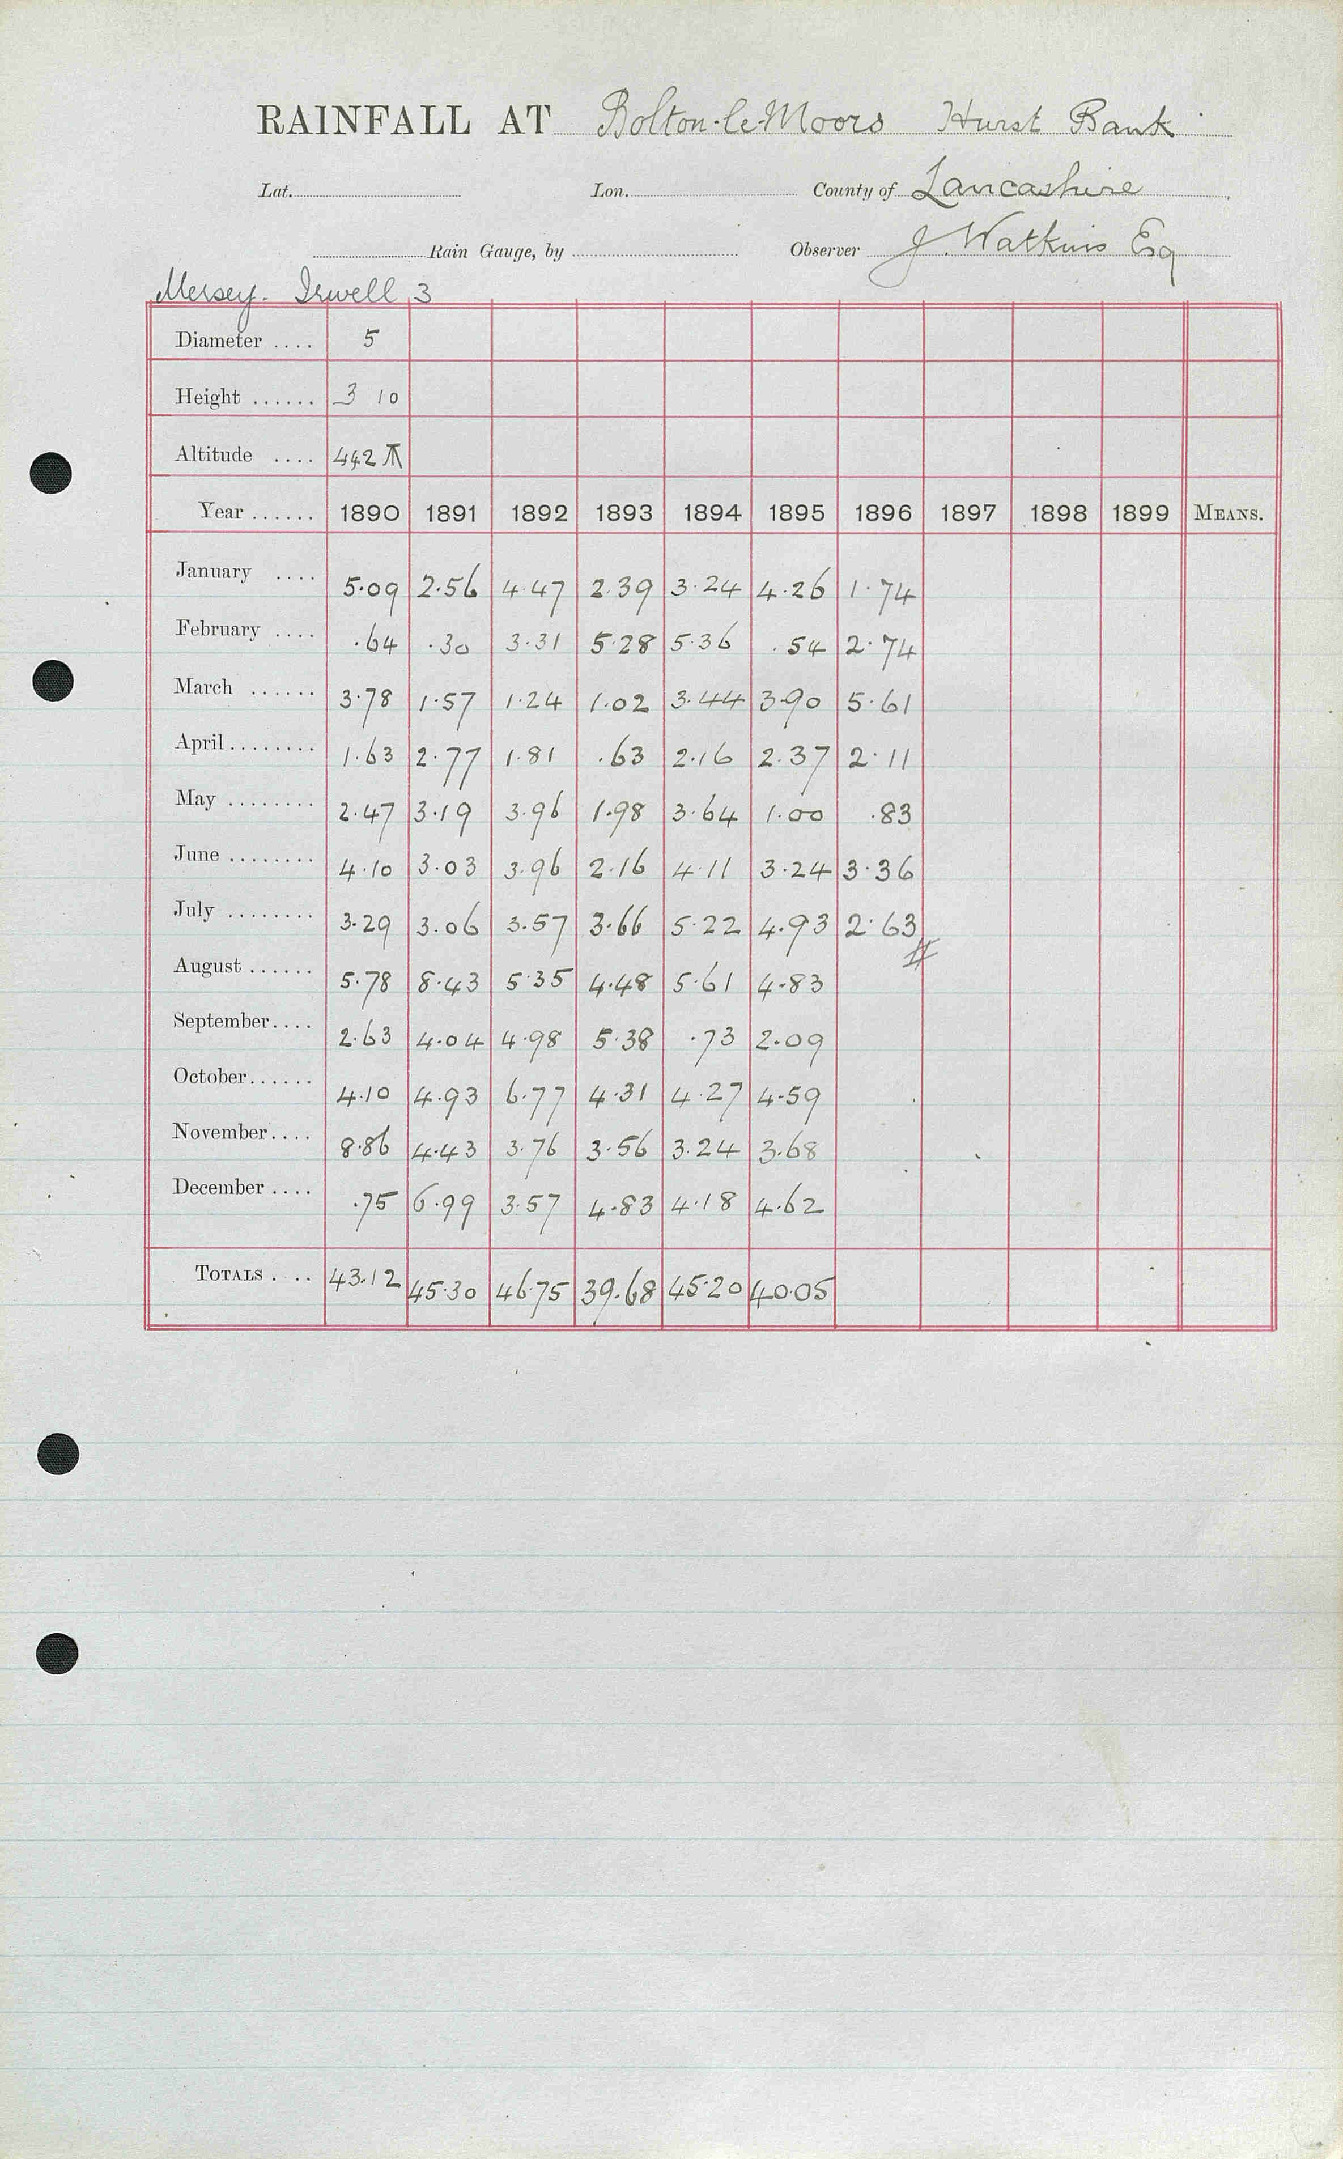 RAINFALL AT Bolton-le-Moors Hurst Bank
Lat. Lon. County of Lancashire
Rain Gauge, by Observer J Watkins Esq
Mersey. Irwell 3
Diameter .... 5
Height ...... 3 10
Altitude .... 442
Year ...... 1890 1891 1892 1893 1894 1895 1896 1897 1898 1899 MEANS.
January .... 5.09 2.56 4.47 2.39 3.24 4.26 1.74
February .... .64 .30 3.31 5.28 5.36 .54 2.74
March ...... 3.78 1.57 1.24 1.02 3.44 3.90 5.61
April ........ 1.63 2.77 1.81 .63 2.16 2.37 2.11
May ........ 2.47 3.19 3.96 1.98 3.64 1.00 .83
June ........ 4.10 3.03 3.96 2.16 4.11 3.24 3.36
July ........ 3.29 3.06 3.57 3.66 5.22 4.93 2.63
August ...... 5.78 8.43 5.35 4.48 5.61 4.83
September.... 2.63 4.04 4.98 5.38 .73 2.09
October...... 4.10 4.93 6.77 4.31 4.27 4.59
November.... 8.86 4.43 3.76 3.56 3.24 3.68
December .... .75 6.99 3.57 4.83 4.18 4.62
TOTALS . .. 43.12 45.30 46.75 39.68 45.20 40.05